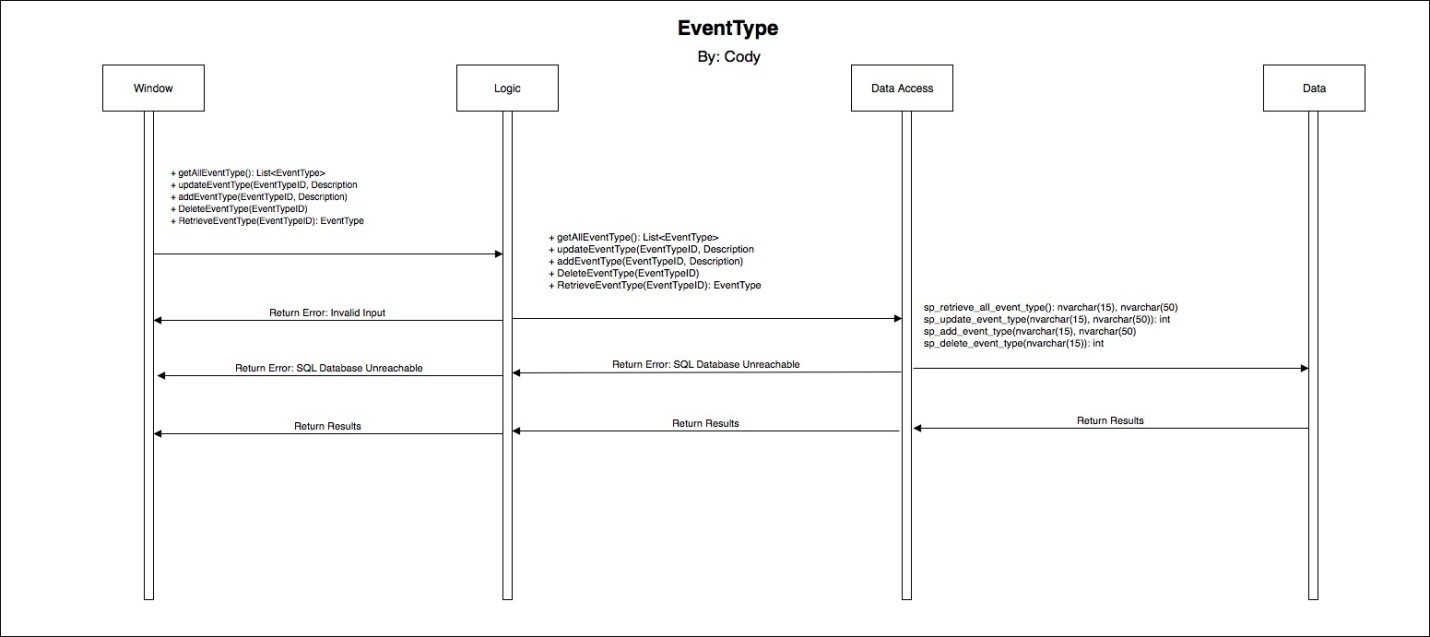 EventType
By: Cody
Window
Logic
Data Access
Data
+ getAllEventType(): List<EventType>
+ updateEventType(EventTypeID, Description
+ addEventType(EventTypeID, Description)
+ DeleteEventType(EventTypeID)
+ RetrieveEventType(EventTypeID): EventType
+ getAllEventType(): List<EventType>
+ updateEventType(EventTypeID, Description
+ addEventType(EventTypeID, Description)
+ DeleteEventType(EventTypeID)
+ RetrieveEventType(EventTypeID): EventType
sp_retrieve_all_event_type(): nvarchar(15), nvarchar(50)
sp_update_event_type(nvarchar(15), nvarchar(50)): int
sp_add_event_type(nvarchar(15), nvarchar(50)
sp_delete_event_type(nvarchar(15)): int
Return Error: Invalid Input
Return Error: SQL Database Unreachable
Return Error: SQL Database Unreachable
Return Results
Return Results
Return Results